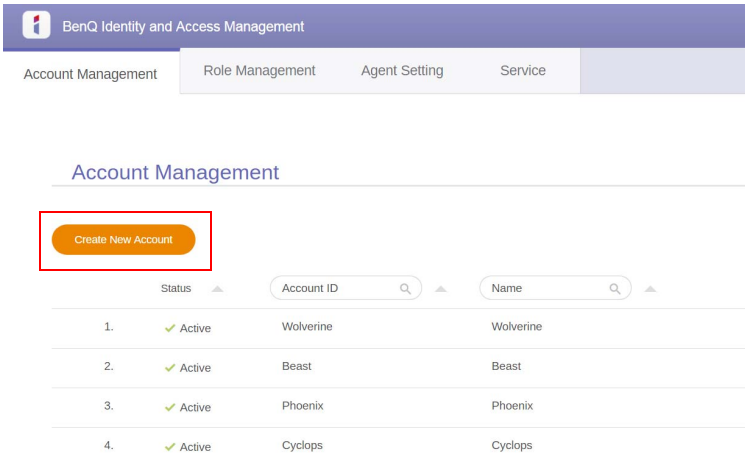 BenQ Identity and Access Management
Account Management Role Management Agent Setting Service
Account Management
Create New Account
Status Account ID Name
1. Active Wolverine Wolverine
2. Active Beast Beast
3. Active Phoenix Phoenix
4. Active Cyclops Cyclops